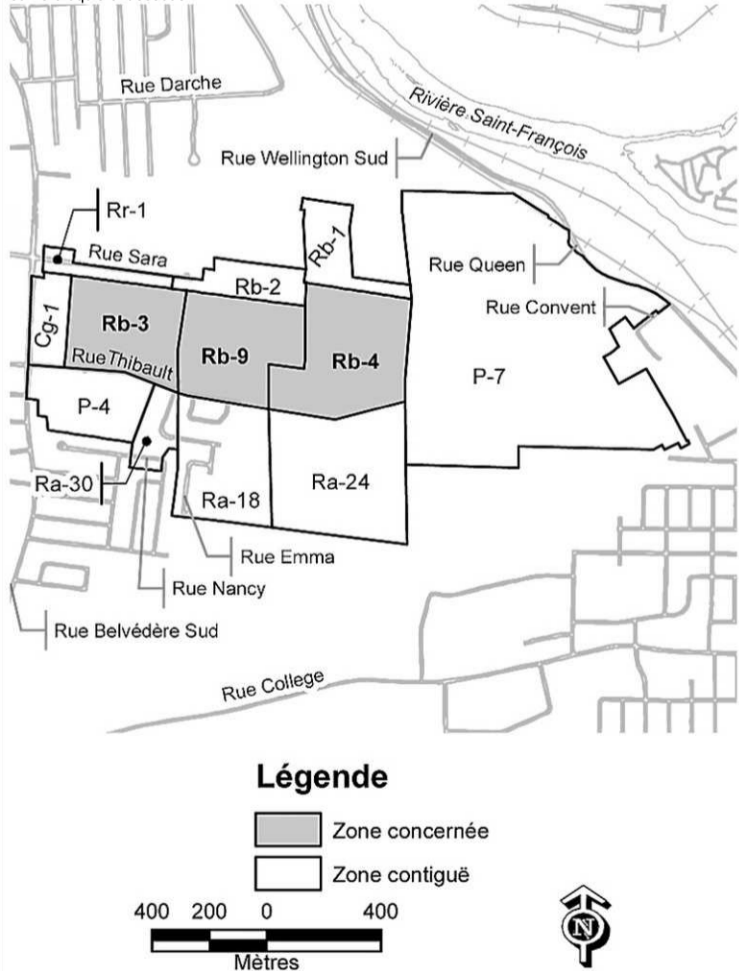 Rue Darche
Rivière Saint-François
Rue Wellington Sud
Rr-1
Rue Sara
Rb-1
Rue Queen
Rb-2
Rue Convent
Cg-1
Rb-3
Rue Thibault
Rb-9
Rb-4
P-7
P-4
Ra-30
Ra-18
Ra-24
Rue Emma
Rue Nancy
Rue Belvédère Sud
Rue College
Légende
Zone concernée
Zone contiguë
400 200 0 400
Mètres
N